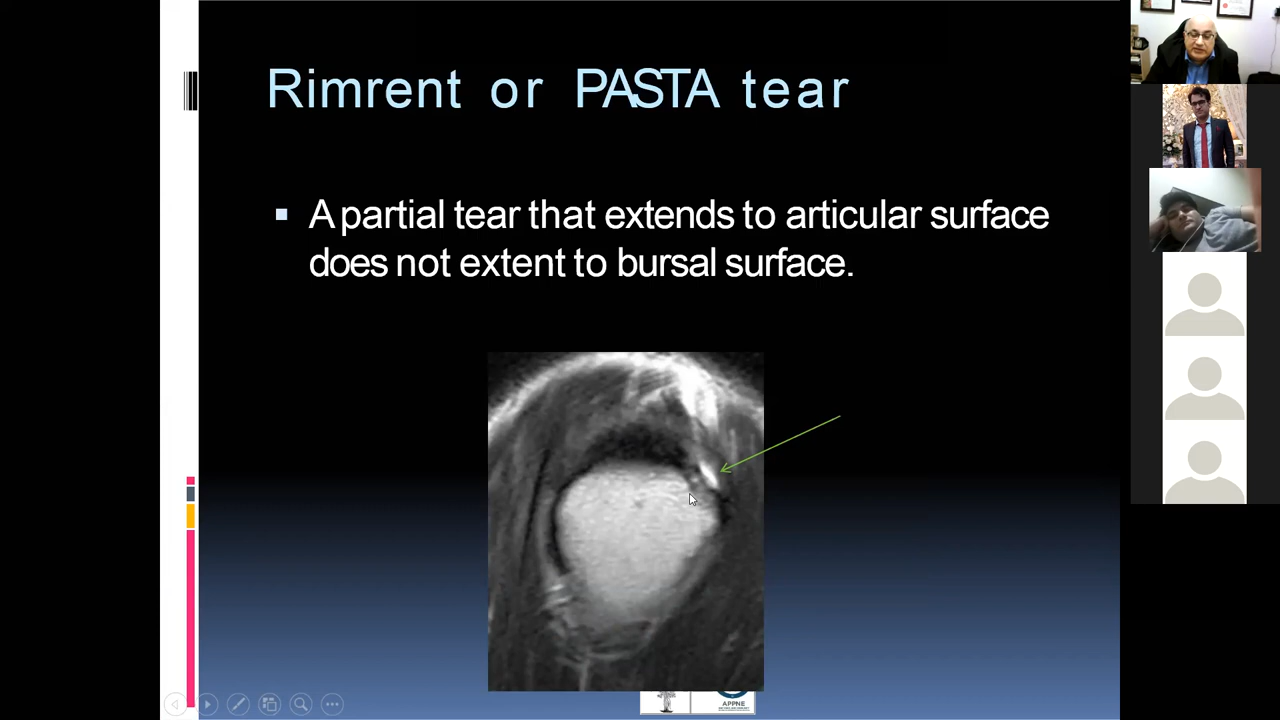 Rimrent or PASTA tear
A partial tear that extends to articular surface
does not extent to bursal surface.
APPNE